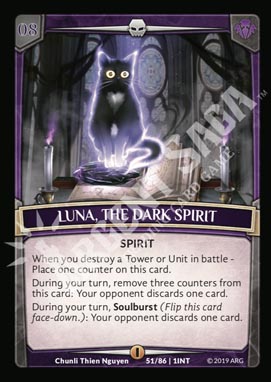 08
LUNA, THE DARK SPIRIT
SPIRIT
When you destroy a Tower or Unit in battle -
Place one counter on this card.
During your turn, remove three counters from
this card: Your opponent discards one card.
During your turn, Soulburst (Flip this card
face-down.): Your opponent discards one card.
Chunli Thien Nguyen 51/86 | 1INT © 2019 ARG